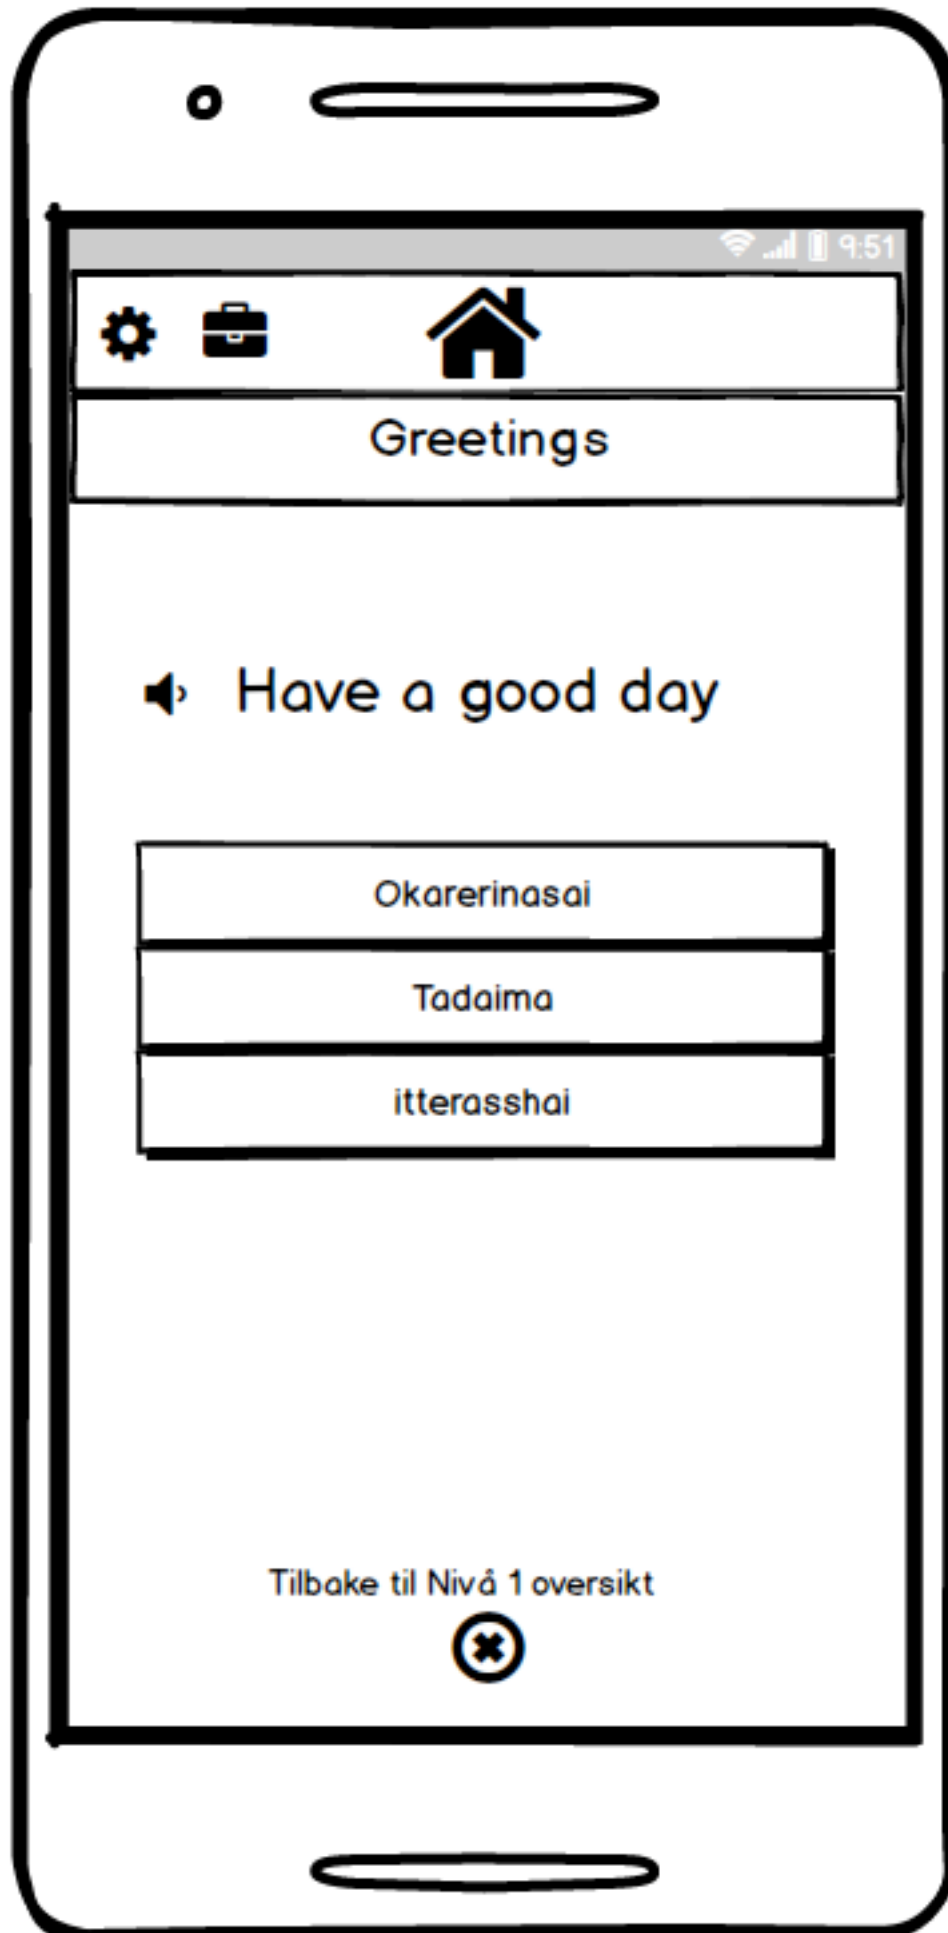 9:51
Greetings
Have a good day
Okarerinasai
Tadaima
itterasshai
Tilbake til Nivå 1 oversikt